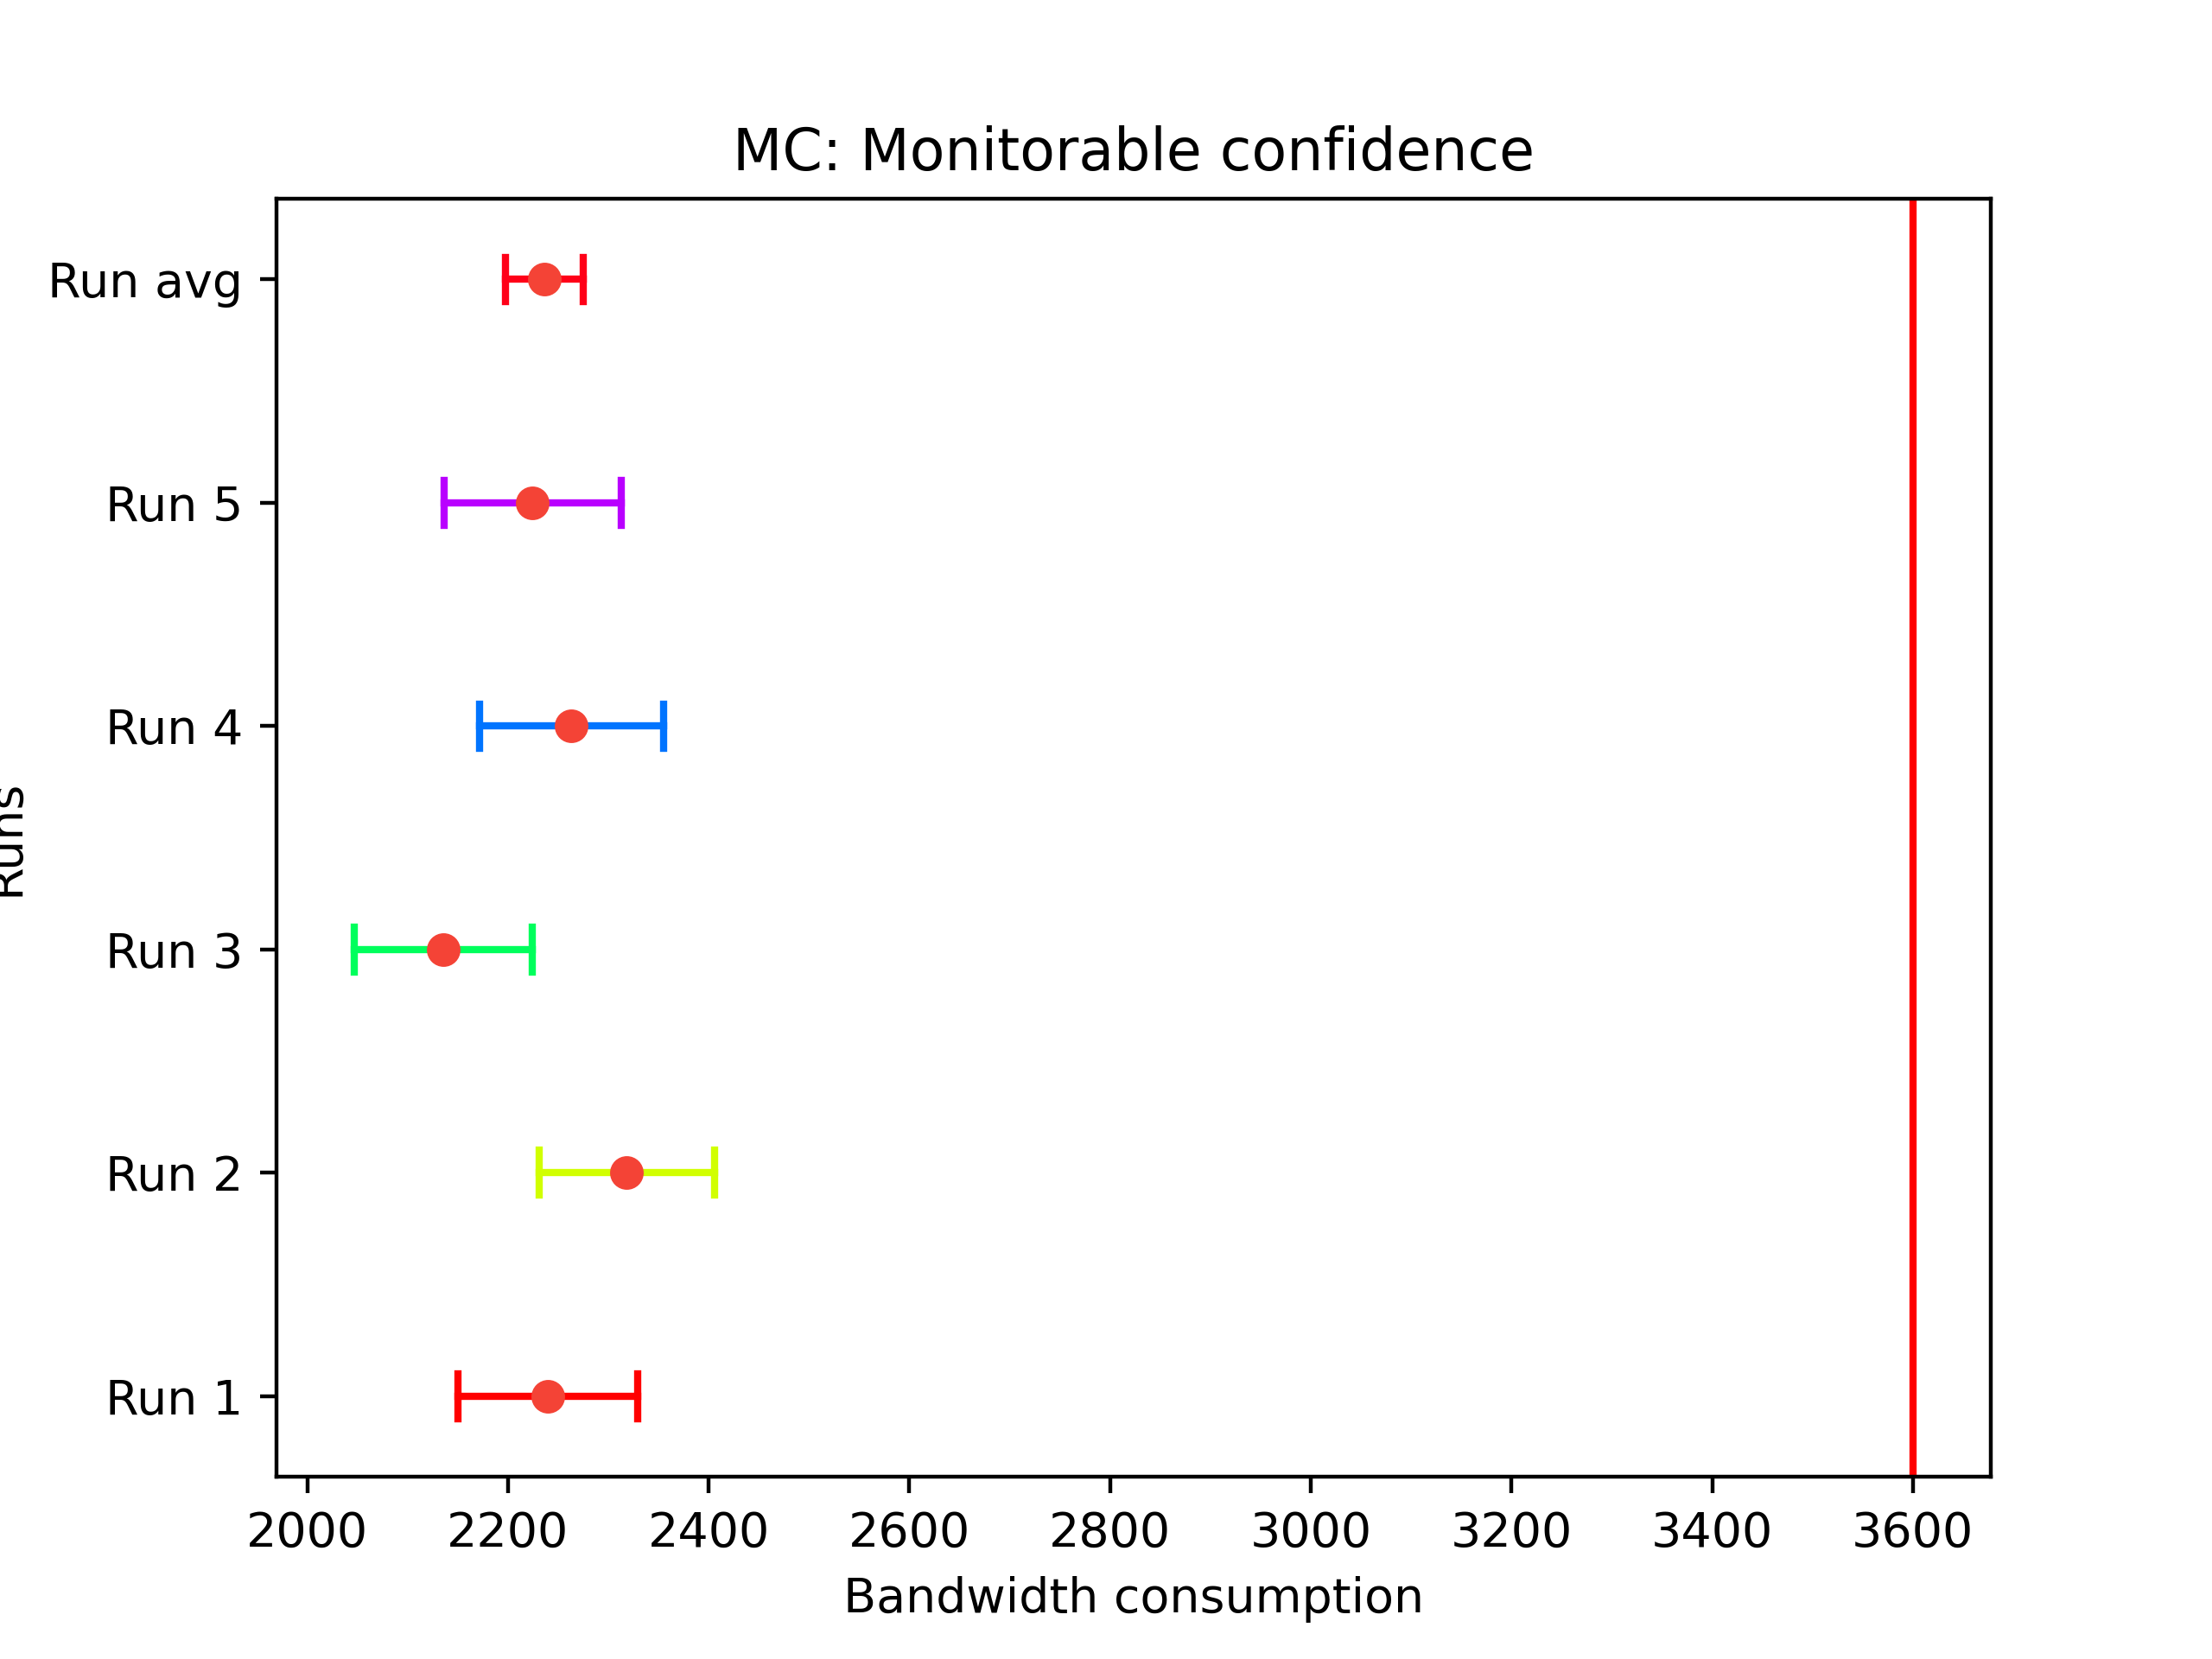 MC: Monitorable confidence
Run avg
Run 5
Run 4
Run 3
Run 2
Run 1
Runs
2000 2200 2400 2600 2800 3000 3200 3400 3600
Bandwidth consumption